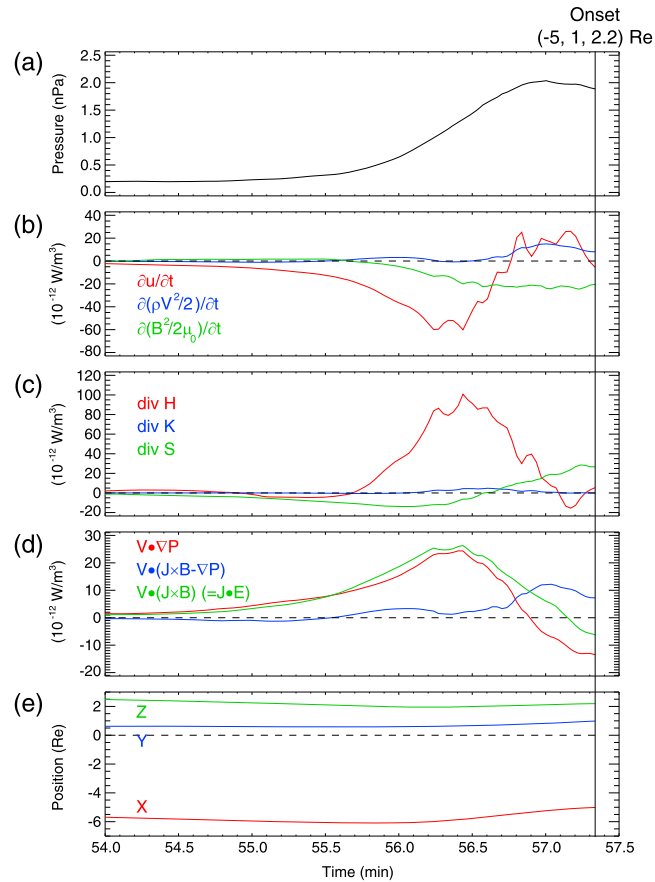 Onset
(-5, 1, 2.2) Re
(a)
2.5
2.0
1.5
1.0
0.5
0.0
Pressure (nPa)
(b)
40
20
0
-20
-40
-60
-80
(10⁻¹² W/m³)
∂u/∂t
∂(ρV²/2)/∂t
∂(B²/2μ₀)/∂t
(c)
120
100
80
60
40
20
0
-20
(10⁻¹² W/m³)
div H
div K
div S
(d)
30
20
10
0
-10
-20
(10⁻¹² W/m³)
V•∇P
V•(J×B-∇P)
V•(J×B) (=J•E)
(e)
2
0
-2
-4
-6
Position (Re)
Z
Y
X
54.0 54.5 55.0 55.5 56.0 56.5 57.0 57.5
Time (min)